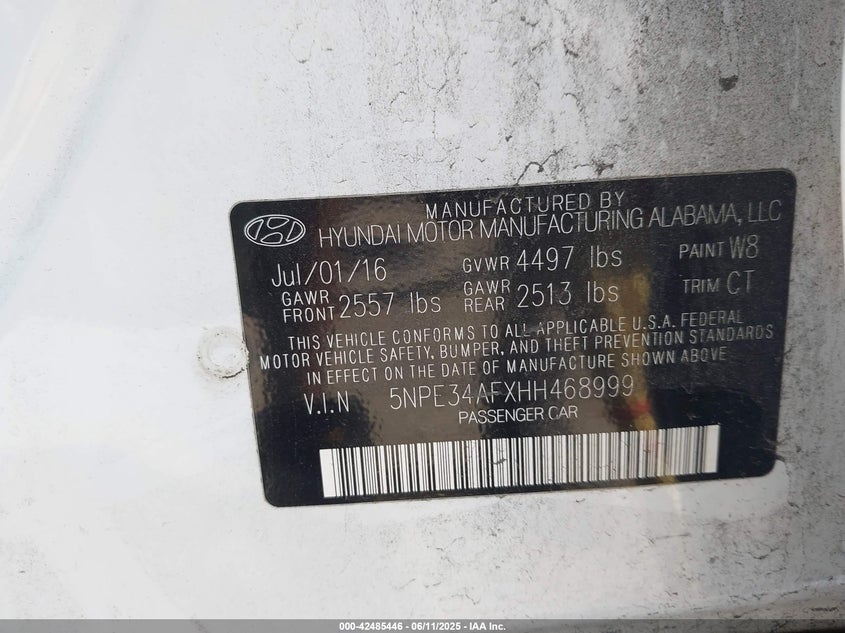 MANUFACTURED BY
HYUNDAI MOTOR MANUFACTURING ALABAMA, LLC
Jul/01/16 GVWR 4497 lbs PAINT W8
GAWR FRONT 2557 lbs GAWR REAR 2513 lbs TRIM CT
THIS VEHICLE CONFORMS TO ALL APPLICABLE U.S.A. FEDERAL
MOTOR VEHICLE SAFETY, BUMPER, AND THEFT PREVENTION STANDARDS
IN EFFECT ON THE DATE OF MANUFACTURE SHOWN ABOVE.
V.I.N 5NPE34AFXHH468999
PASSENGER CAR
000-42485446 - 06/11/2025 - IAA Inc.